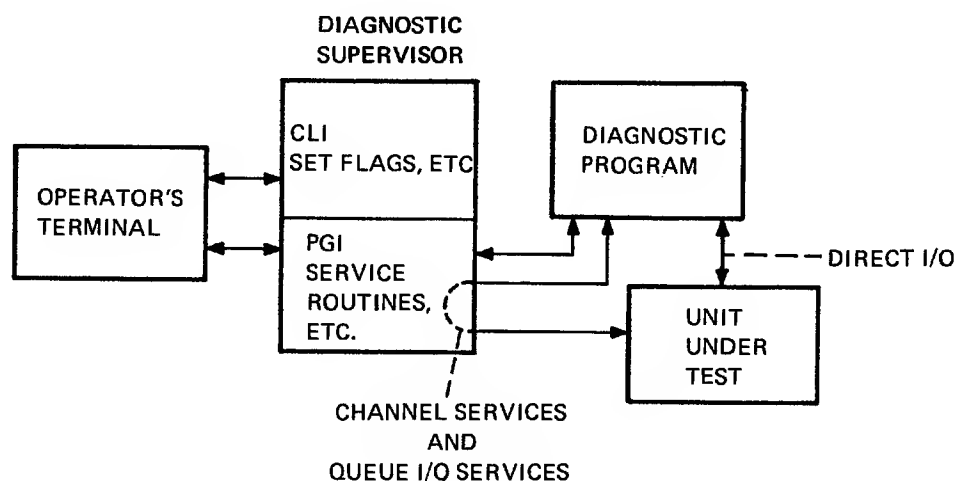 DIAGNOSTIC
SUPERVISOR
CLI
SET FLAGS, ETC
OPERATOR'S
TERMINAL
PGI
SERVICE
ROUTINES,
ETC.
DIAGNOSTIC
PROGRAM
DIRECT I/O
UNIT
UNDER
TEST
CHANNEL SERVICES
AND
QUEUE I/O SERVICES